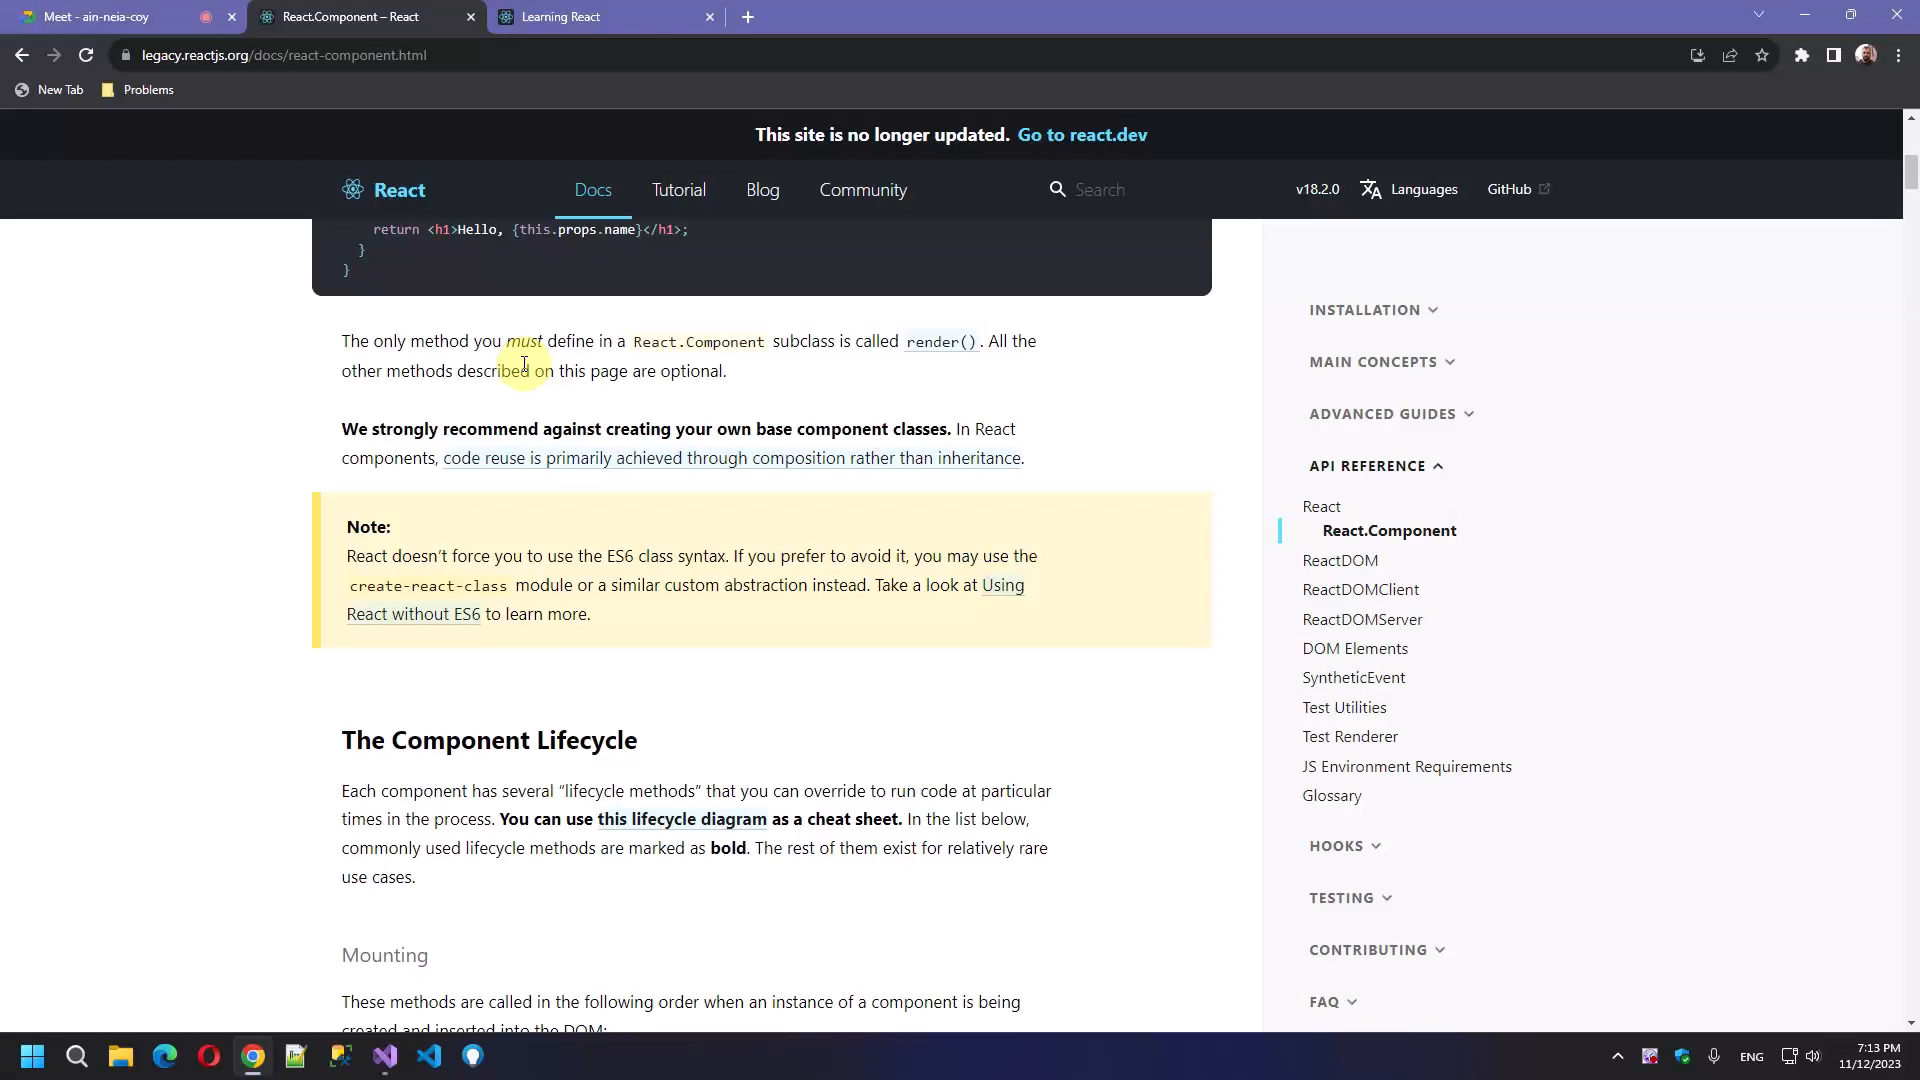 Meet - ain-neia-coy
React.Component – React
Learning React
legacy.reactjs.org/docs/react-component.html
New Tab
Problems
This site is no longer updated. Go to react.dev
React
Docs
Tutorial
Blog
Community
Search
v18.2.0
Languages
GitHub
return <h1>Hello, {this.props.name}</h1>;
}
}
The only method you must define in a React.Component subclass is called render(). All the
other methods described on this page are optional.
We strongly recommend against creating your own base component classes. In React
components, code reuse is primarily achieved through composition rather than inheritance.
Note:
React doesn’t force you to use the ES6 class syntax. If you prefer to avoid it, you may use the
create-react-class module or a similar custom abstraction instead. Take a look at Using
React without ES6 to learn more.
The Component Lifecycle
Each component has several “lifecycle methods” that you can override to run code at particular
times in the process. You can use this lifecycle diagram as a cheat sheet. In the list below,
commonly used lifecycle methods are marked as bold. The rest of them exist for relatively rare
use cases.
Mounting
These methods are called in the following order when an instance of a component is being
created and inserted into the DOM:
INSTALLATION
MAIN CONCEPTS
ADVANCED GUIDES
API REFERENCE
React
React.Component
ReactDOM
ReactDOMClient
ReactDOMServer
DOM Elements
SyntheticEvent
Test Utilities
Test Renderer
JS Environment Requirements
Glossary
HOOKS
TESTING
CONTRIBUTING
FAQ
ENG
7:13 PM
11/12/2023